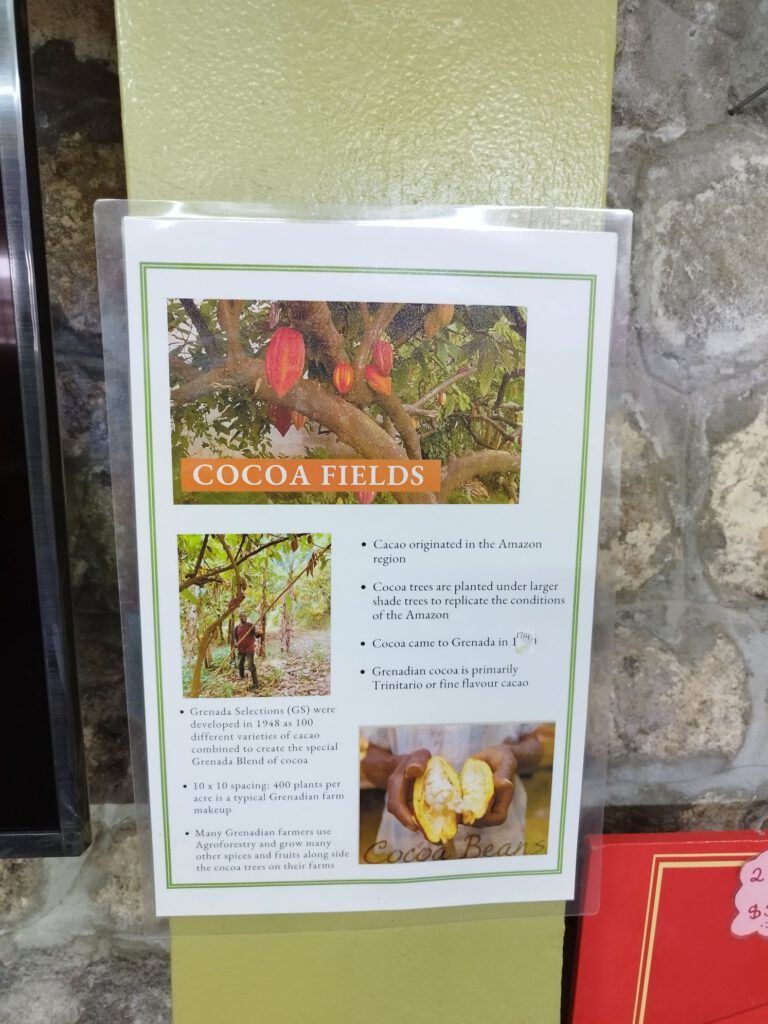 COCOA FIELDS
• Cacao originated in the Amazon
region
• Cocoa trees are planted under larger
shade trees to replicate the conditions
of the Amazon
• Cocoa came to Grenada in
• Grenadian cocoa is primarily
Trinitario or fine flavour cacao
• Grenada Selections (GS) were
developed in 1948 as 100
different varieties of cacao
combined to create the special
Grenada Blend of cocoa
• 10 x 10 spacing: 400 plants per
acre is a typical Grenadian farm
makeup
• Many Grenadian farmers use
Agroforestry and grow many
other spices and fruits along side
the cocoa trees on their farms
Cocoa Beans
2